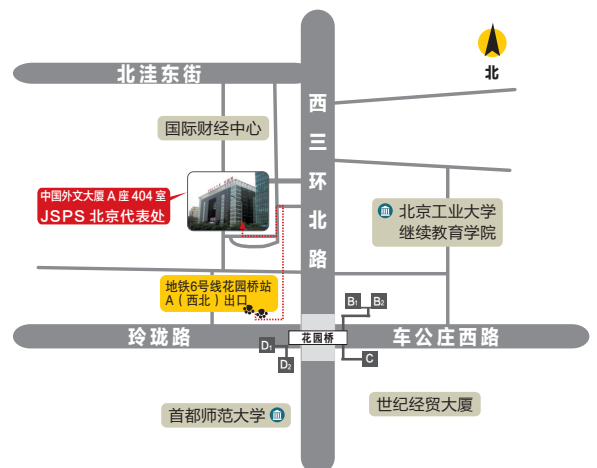 北
北洼东街
西三环北路
国际财经中心
中国外文大厦 A 座 404 室
JSPS 北京代表处
北京工业大学
继续教育学院
地铁6号线花园桥站
A（西北）出口
B1
B2
玲珑路
花园桥
车公庄西路
D1
D2
C
世纪经贸大厦
首都师范大学